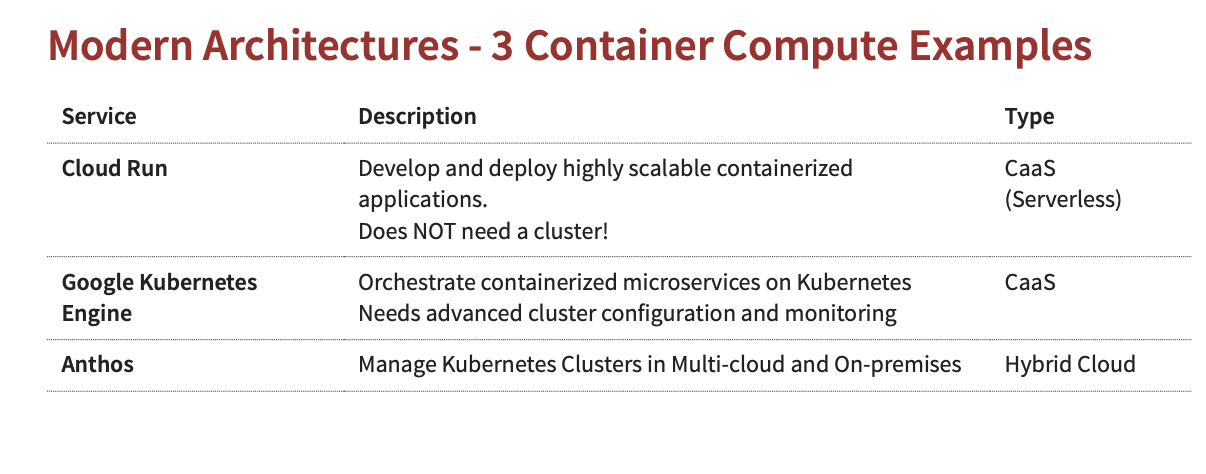 Modern Architectures - 3 Container Compute Examples
Service Description Type
Cloud Run Develop and deploy highly scalable containerized CaaS
applications. (Serverless)
Does NOT need a cluster!
Google Kubernetes Orchestrate containerized microservices on Kubernetes CaaS
Engine Needs advanced cluster configuration and monitoring
Anthos Manage Kubernetes Clusters in Multi-cloud and On-premises Hybrid Cloud